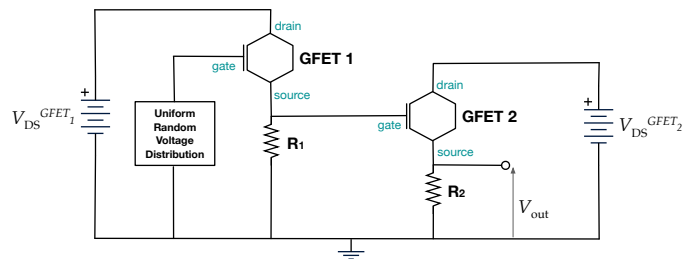 drain
GFET 1
gate
source
V_DS^GFET_1
+
Uniform
Random
Voltage
Distribution
R1
drain
GFET 2
gate
source
R2
+
V_DS^GFET_2
V_out